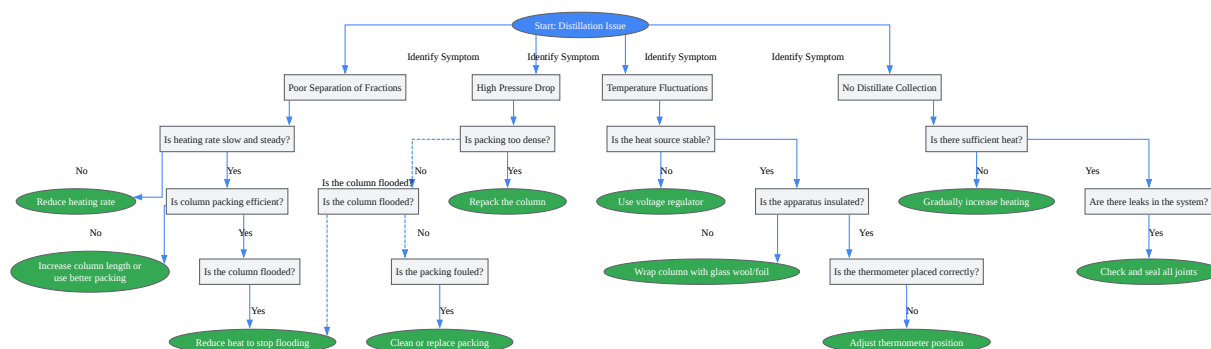 Start: Distillation Issue
Identify Symptom
Identify Symptom
Identify Symptom
Identify Symptom
Poor Separation of Fractions
High Pressure Drop
Temperature Fluctuations
No Distillate Collection
Is heating rate slow and steady?
Is packing too dense?
Is the heat source stable?
Is there sufficient heat?
No
Yes
No
Yes
No
Yes
No
Yes
Is the column flooded?
Reduce heating rate
Is column packing efficient?
Is the column flooded?
Repack the column
Use voltage regulator
Is the apparatus insulated?
Gradually increase heating
Are there leaks in the system?
No
Yes
No
No
Yes
Yes
Increase column length or
use better packing
Is the column flooded?
Is the packing fouled?
Wrap column with glass wool/foil
Is the thermometer placed correctly?
Check and seal all joints
Yes
Yes
No
Reduce heat to stop flooding
Clean or replace packing
Adjust thermometer position